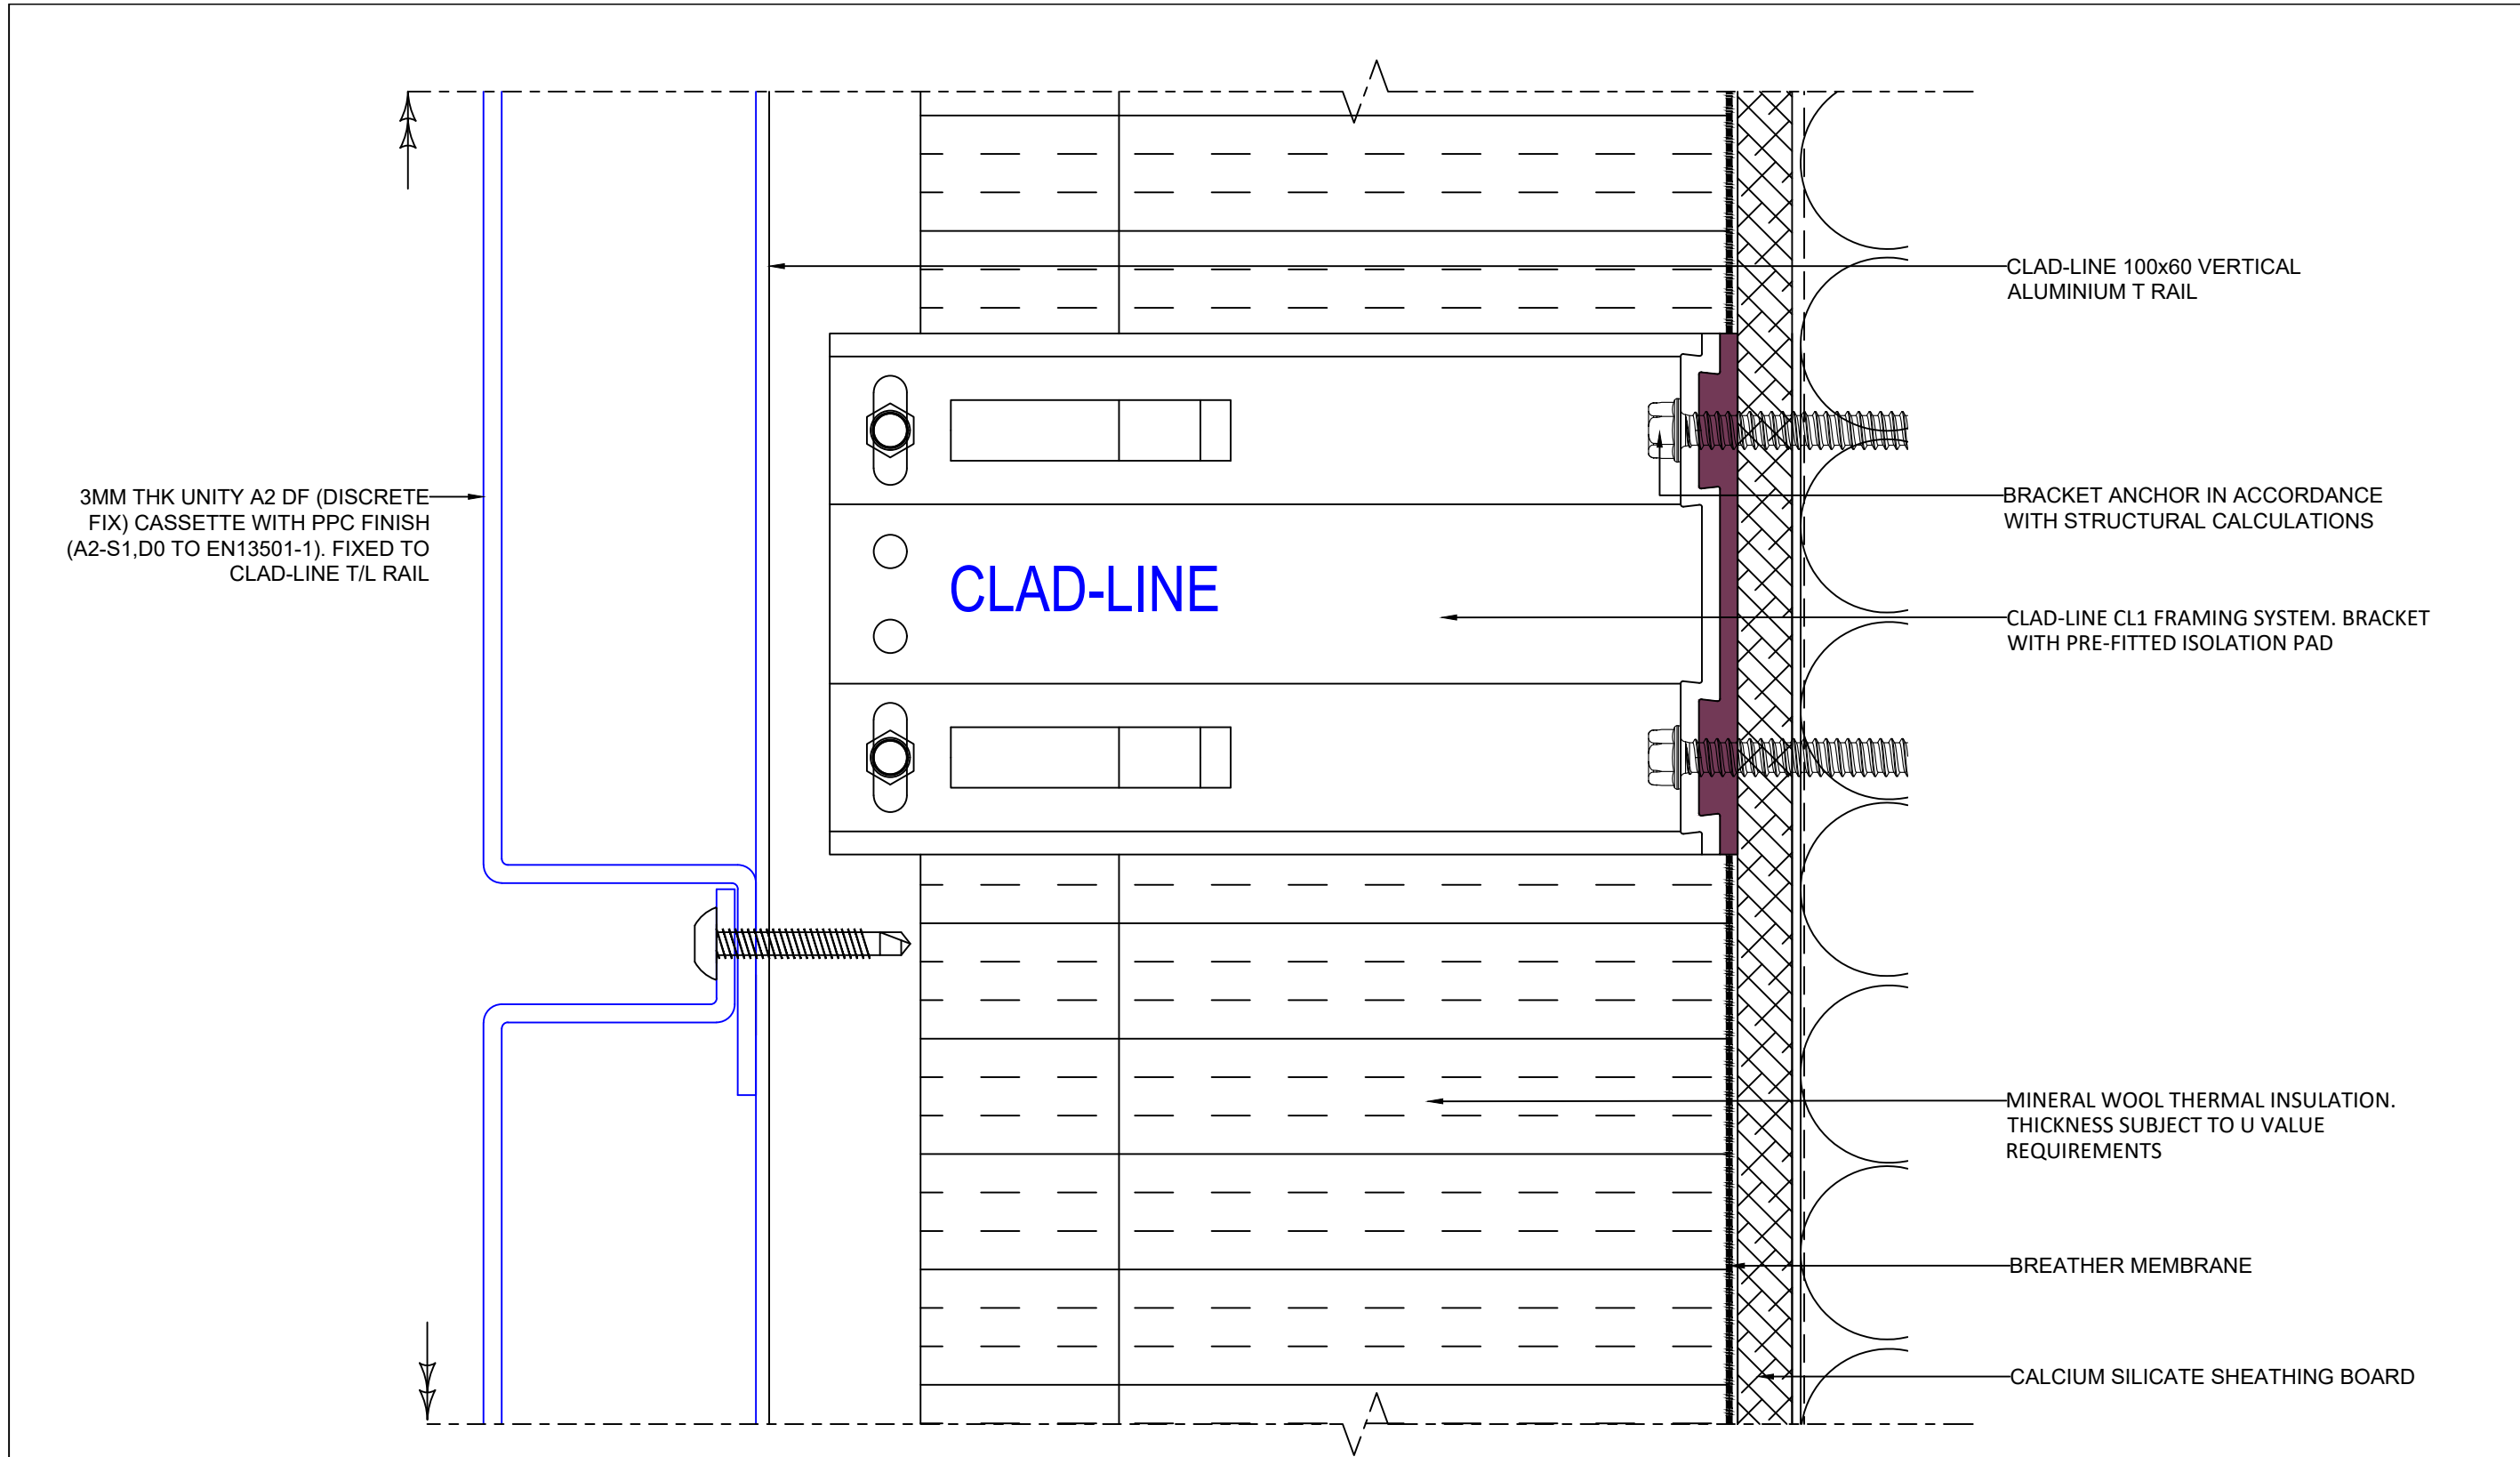 3MM THK UNITY A2 DF (DISCRETE
FIX) CASSETTE WITH PPC FINISH
(A2-S1,D0 TO EN13501-1). FIXED TO
CLAD-LINE T/L RAIL
CLAD-LINE
CLAD-LINE 100x60 VERTICAL
ALUMINIUM T RAIL
BRACKET ANCHOR IN ACCORDANCE
WITH STRUCTURAL CALCULATIONS
CLAD-LINE CL1 FRAMING SYSTEM. BRACKET
WITH PRE-FITTED ISOLATION PAD
MINERAL WOOL THERMAL INSULATION.
THICKNESS SUBJECT TO U VALUE
REQUIREMENTS
BREATHER MEMBRANE
CALCIUM SILICATE SHEATHING BOARD